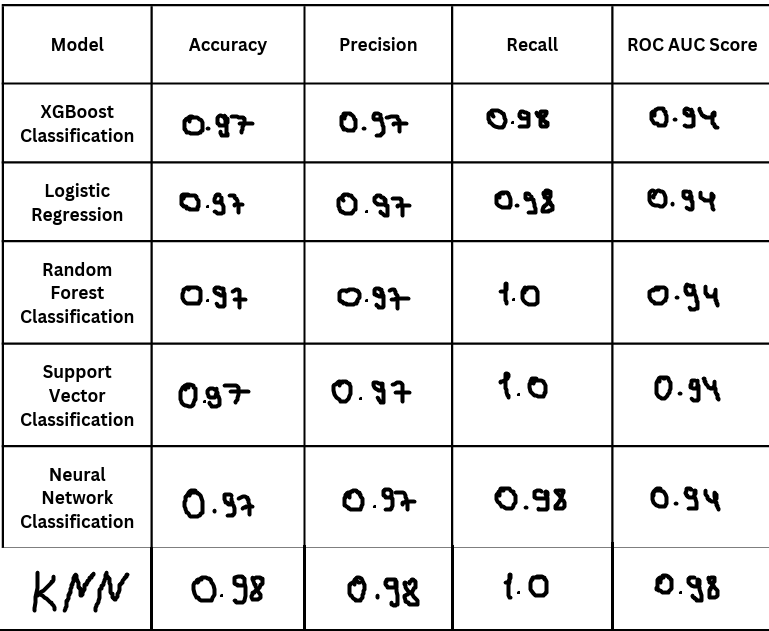 Model Accuracy Precision Recall ROC AUC Score
XGBoost
Classification
0.97 0.97 0.98 0.94
Logistic
Regression
0.97 0.97 0.98 0.94
Random
Forest
Classification
0.97 0.97 1.0 0.94
Support
Vector
Classification
0.97 0.97 1.0 0.94
Neural
Network
Classification
0.97 0.97 0.98 0.94
KNN 0.98 0.98 1.0 0.98